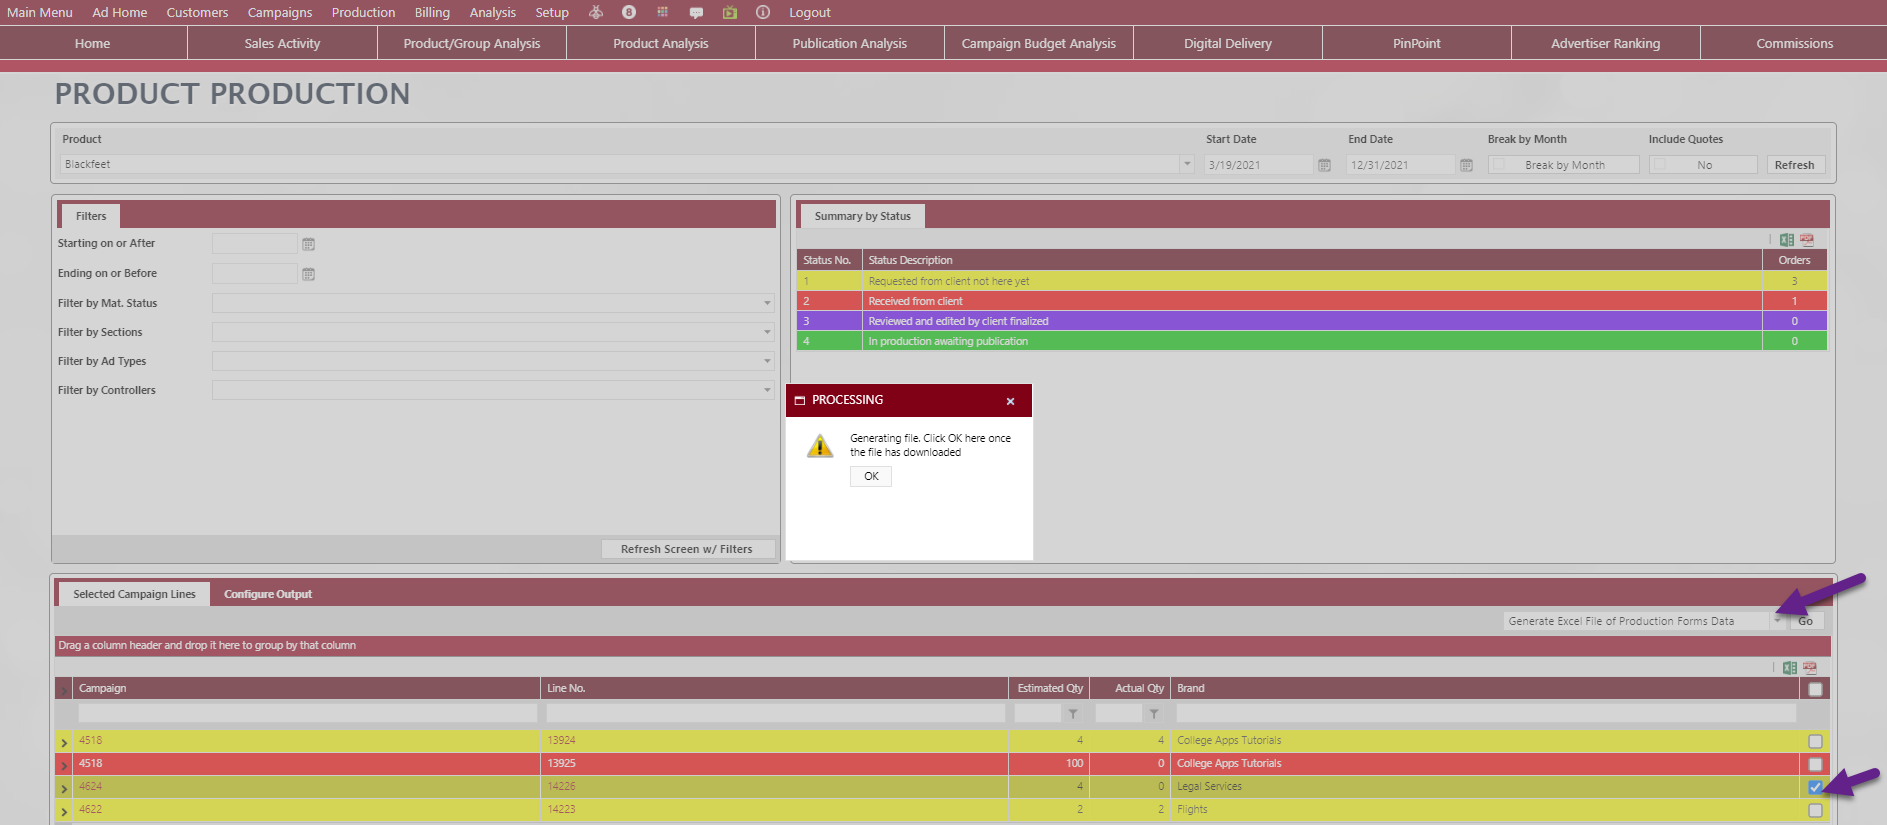 Main Menu Ad Home Customers Campaigns Production Billing Analysis Setup 8 Logout
Home Sales Activity Product/Group Analysis Product Analysis Publication Analysis Campaign Budget Analysis Digital Delivery PinPoint Advertiser Ranking Commissions
PRODUCT PRODUCTION
Product Start Date End Date Break by Month Include Quotes
Blackfeet 3/19/2021 12/31/2021 Break by Month No Refresh
Filters
Starting on or After
Ending on or Before
Filter by Mat. Status
Filter by Sections
Filter by Ad Types
Filter by Controllers
Refresh Screen w/ Filters
Summary by Status
Status No. Status Description Orders
1 Requested from client not here yet 3
2 Received from client 1
3 Reviewed and edited by client finalized 0
4 In production awaiting publication 0
PROCESSING
Generating file. Click OK here once
the file has downloaded
OK
Selected Campaign Lines Configure Output
Generate Excel File of Production Forms Data Go
Drag a column header and drop it here to group by that column
Campaign Line No. Estimated Qty Actual Qty Brand
4518 13924 4 4 College Apps Tutorials
4518 13925 100 0 College Apps Tutorials
4624 14226 4 0 Legal Services
4622 14223 2 2 Flights